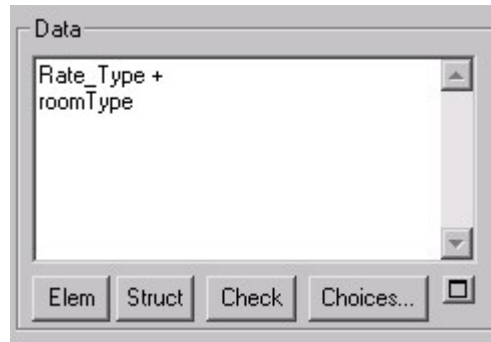 Data
Rate_Type +
roomType
Elem Struct Check Choices...